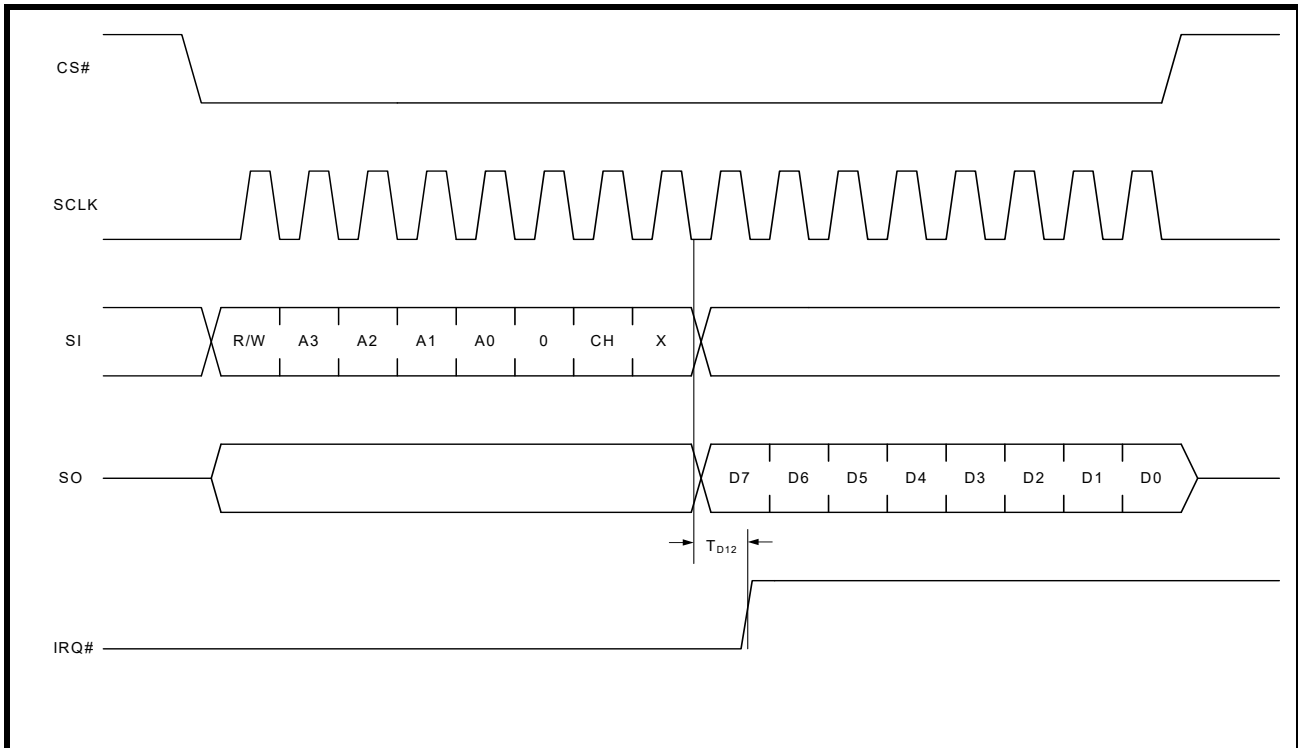 CS#
SCLK
SI R/W A3 A2 A1 A0 0 CH X
SO D7 D6 D5 D4 D3 D2 D1 D0
TD12
IRQ#